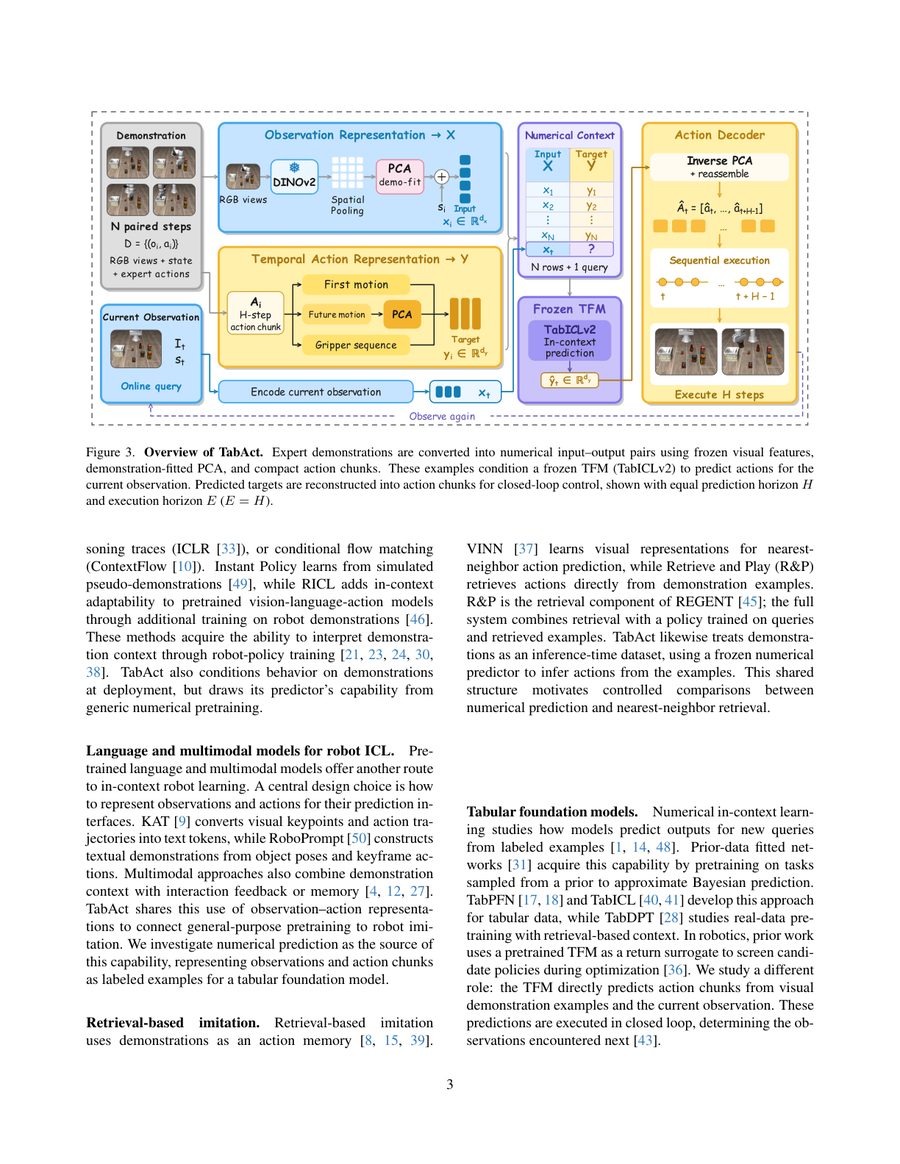 Demonstration
N paired steps
D = {(oᵢ, aᵢ)}
RGB views + state
+ expert actions
Current Observation
Iₜ
sₜ
Online query
Observation Representation → X
RGB views
DINOv2
Spatial
Pooling
PCA
demo-fit
+
sᵢ
Input
xᵢ ∈ ℝ^dₓ
Temporal Action Representation → Y
Aᵢ
H-step
action chunk
First motion
Future motion
PCA
Gripper sequence
Target
yᵢ ∈ ℝ^dᵧ
Encode current observation
xₜ
Numerical Context
Input Target
X Y
x₁ y₁
x₂ y₂
⋮ ⋮
x_N y_N
xₜ ?
N rows + 1 query
Frozen TFM
TabICLv2
In-context
prediction
ŷₜ ∈ ℝ^dᵧ
Action Decoder
Inverse PCA
+ reassemble
Âₜ = [âₜ, ..., âₜ₊H₋₁]
...
Sequential execution
...
t t + H − 1
Execute H steps
Observe again
Figure 3. Overview of TabAct. Expert demonstrations are converted into numerical input–output pairs using frozen visual features,
demonstration-fitted PCA, and compact action chunks. These examples condition a frozen TFM (TabICLv2) to predict actions for the
current observation. Predicted targets are reconstructed into action chunks for closed-loop control, shown with equal prediction horizon H
and execution horizon E (E = H).
soning traces (ICLR [33]), or conditional flow matching
(ContextFlow [10]). Instant Policy learns from simulated
pseudo-demonstrations [49], while RICL adds in-context
adaptability to pretrained vision-language-action models
through additional training on robot demonstrations [46].
These methods acquire the ability to interpret demonstra-
tion context through robot-policy training [21, 23, 24, 30,
38]. TabAct also conditions behavior on demonstrations
at deployment, but draws its predictor's capability from
generic numerical pretraining.
Language and multimodal models for robot ICL. Pre-
trained language and multimodal models offer another route
to in-context robot learning. A central design choice is how
to represent observations and actions for their prediction in-
terfaces. KAT [9] converts visual keypoints and action tra-
jectories into text tokens, while RoboPrompt [50] constructs
textual demonstrations from object poses and keyframe ac-
tions. Multimodal approaches also combine demonstration
context with interaction feedback or memory [4, 12, 27].
TabAct shares this use of observation–action representa-
tions to connect general-purpose pretraining to robot imi-
tation. We investigate numerical prediction as the source of
this capability, representing observations and action chunks
as labeled examples for a tabular foundation model.
Retrieval-based imitation. Retrieval-based imitation
uses demonstrations as an action memory [8, 15, 39].
VINN [37] learns visual representations for nearest-
neighbor action prediction, while Retrieve and Play (R&P)
retrieves actions directly from demonstration examples.
R&P is the retrieval component of REGENT [45]; the full
system combines retrieval with a policy trained on queries
and retrieved examples. TabAct likewise treats demonstra-
tions as an inference-time dataset, using a frozen numerical
predictor to infer actions from the examples. This shared
structure motivates controlled comparisons between
numerical prediction and nearest-neighbor retrieval.
Tabular foundation models. Numerical in-context learn-
ing studies how models predict outputs for new queries
from labeled examples [1, 14, 48]. Prior-data fitted net-
works [31] acquire this capability by pretraining on tasks
sampled from a prior to approximate Bayesian prediction.
TabPFN [17, 18] and TabICL [40, 41] develop this approach
for tabular data, while TabDPT [28] studies real-data pre-
training with retrieval-based context. In robotics, prior work
uses a pretrained TFM as a return surrogate to screen candi-
date policies during optimization [36]. We study a different
role: the TFM directly predicts action chunks from visual
demonstration examples and the current observation. These
predictions are executed in closed loop, determining the ob-
servations encountered next [43].
3